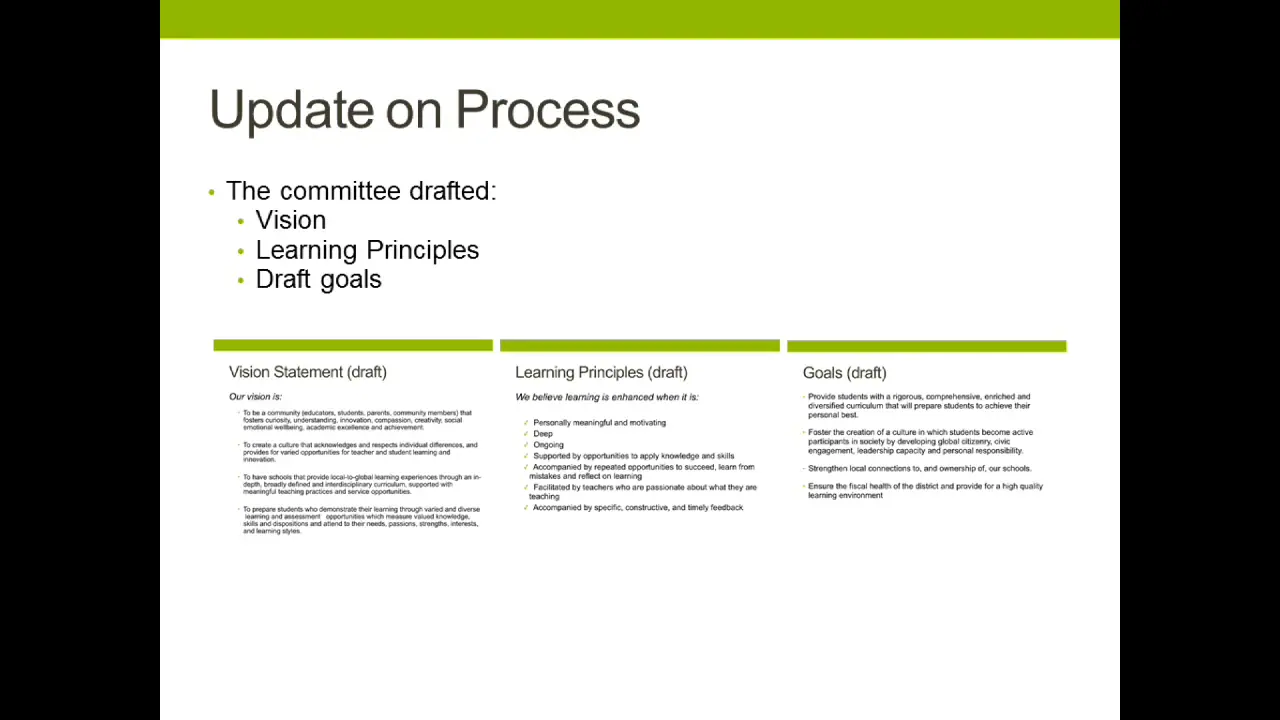 Update on Process
• The committee drafted:
• Vision
• Learning Principles
• Draft goals
Vision Statement (draft)
Our vision is:
To be a community (educators, students, parents, community members) that
fosters curiosity, understanding, innovation, compassion, creativity, social
emotional wellbeing, academic excellence and achievement.
To create a culture that acknowledges and respects individual differences, and
provides for varied opportunities for teacher and student learning and
innovation.
To have schools that provide local-to-global learning experiences through an in-
depth, broadly defined and interdisciplinary curriculum, supported with
meaningful teaching practices and service opportunities.
To prepare students who demonstrate their learning through varied and diverse
learning and assessment opportunities which measure valued knowledge,
skills and dispositions and attend to their needs, passions, strengths, interests,
and learning styles.
Learning Principles (draft)
We believe learning is enhanced when it is:
✓ Personally meaningful and motivating
✓ Deep
✓ Ongoing
✓ Supported by opportunities to apply knowledge and skills
✓ Accompanied by repeated opportunities to succeed, learn from
mistakes and reflect on learning
✓ Facilitated by teachers who are passionate about what they are
teaching
✓ Accompanied by specific, constructive, and timely feedback
Goals (draft)
Provide students with a rigorous, comprehensive, enriched and
diversified curriculum that will prepare students to achieve their
personal best.
Foster the creation of a culture in which students become active
participants in society by developing global citizenry, civic
engagement, leadership capacity and personal responsibility.
Strengthen local connections to, and ownership of, our schools.
Ensure the fiscal health of the district and provide for a high quality
learning environment